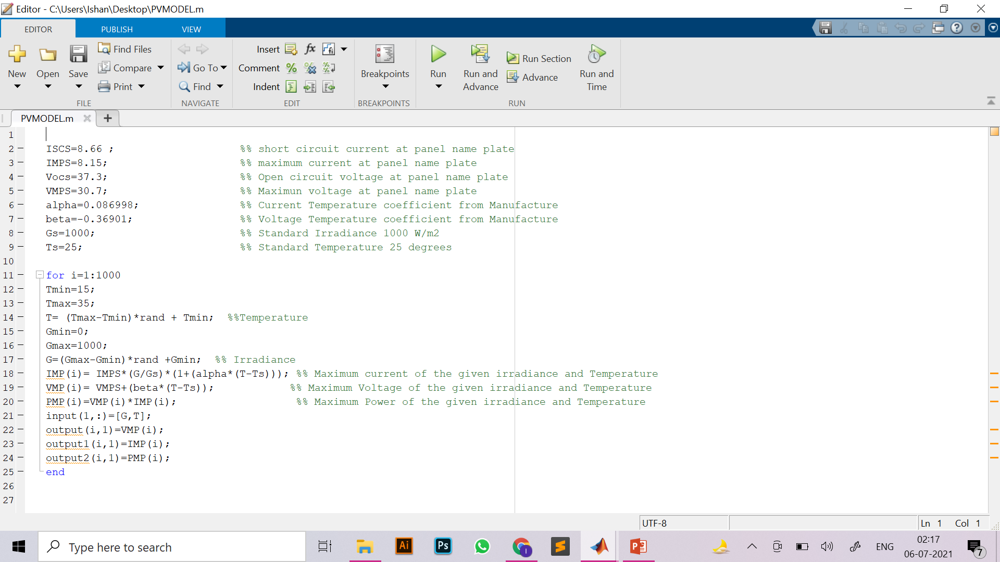 Editor - C:\Users\Ishan\Desktop\PVMODEL.m
EDITOR PUBLISH VIEW
New Open Save
Find Files
Compare
Print
FILE
Go To
Find
NAVIGATE
Insert
Comment
Indent
EDIT
Breakpoints
BREAKPOINTS
Run
Run and Advance
Run Section
Advance
Run and Time
RUN
PVMODEL.m
1
2 ISCS=8.66 ; %% short circuit current at panel name plate
3 IMPS=8.15; %% maximum current at panel name plate
4 Vocs=37.3; %% Open circuit voltage at panel name plate
5 VMPS=30.7; %% Maximun voltage at panel name plate
6 alpha=0.086998; %% Current Temperature coefficient from Manufacture
7 beta=-0.36901; %% Voltage Temperature coefficient from Manufacture
8 Gs=1000; %% Standard Irradiance 1000 W/m2
9 Ts=25; %% Standard Temperature 25 degrees
10
11 for i=1:1000
12 Tmin=15;
13 Tmax=35;
14 T= (Tmax-Tmin)*rand + Tmin; %%Temperature
15 Gmin=0;
16 Gmax=1000;
17 G=(Gmax-Gmin)*rand +Gmin; %% Irradiance
18 IMP(i)= IMPS*(G/Gs)*(1+(alpha*(T-Ts))); %% Maximum current of the given irradiance and Temperature
19 VMP(i)= VMPS+(beta*(T-Ts)); %% Maximum Voltage of the given irradiance and Temperature
20 PMP(i)=VMP(i)*IMP(i); %% Maximum Power of the given irradiance and Temperature
21 input(1,:)=[G,T];
22 output(i,1)=VMP(i);
23 output1(i,1)=IMP(i);
24 output2(i,1)=PMP(i);
25 end
26
27
UTF-8 Ln 1 Col 1
Type here to search
Ai Ps
ENG
02:17
06-07-2021
7